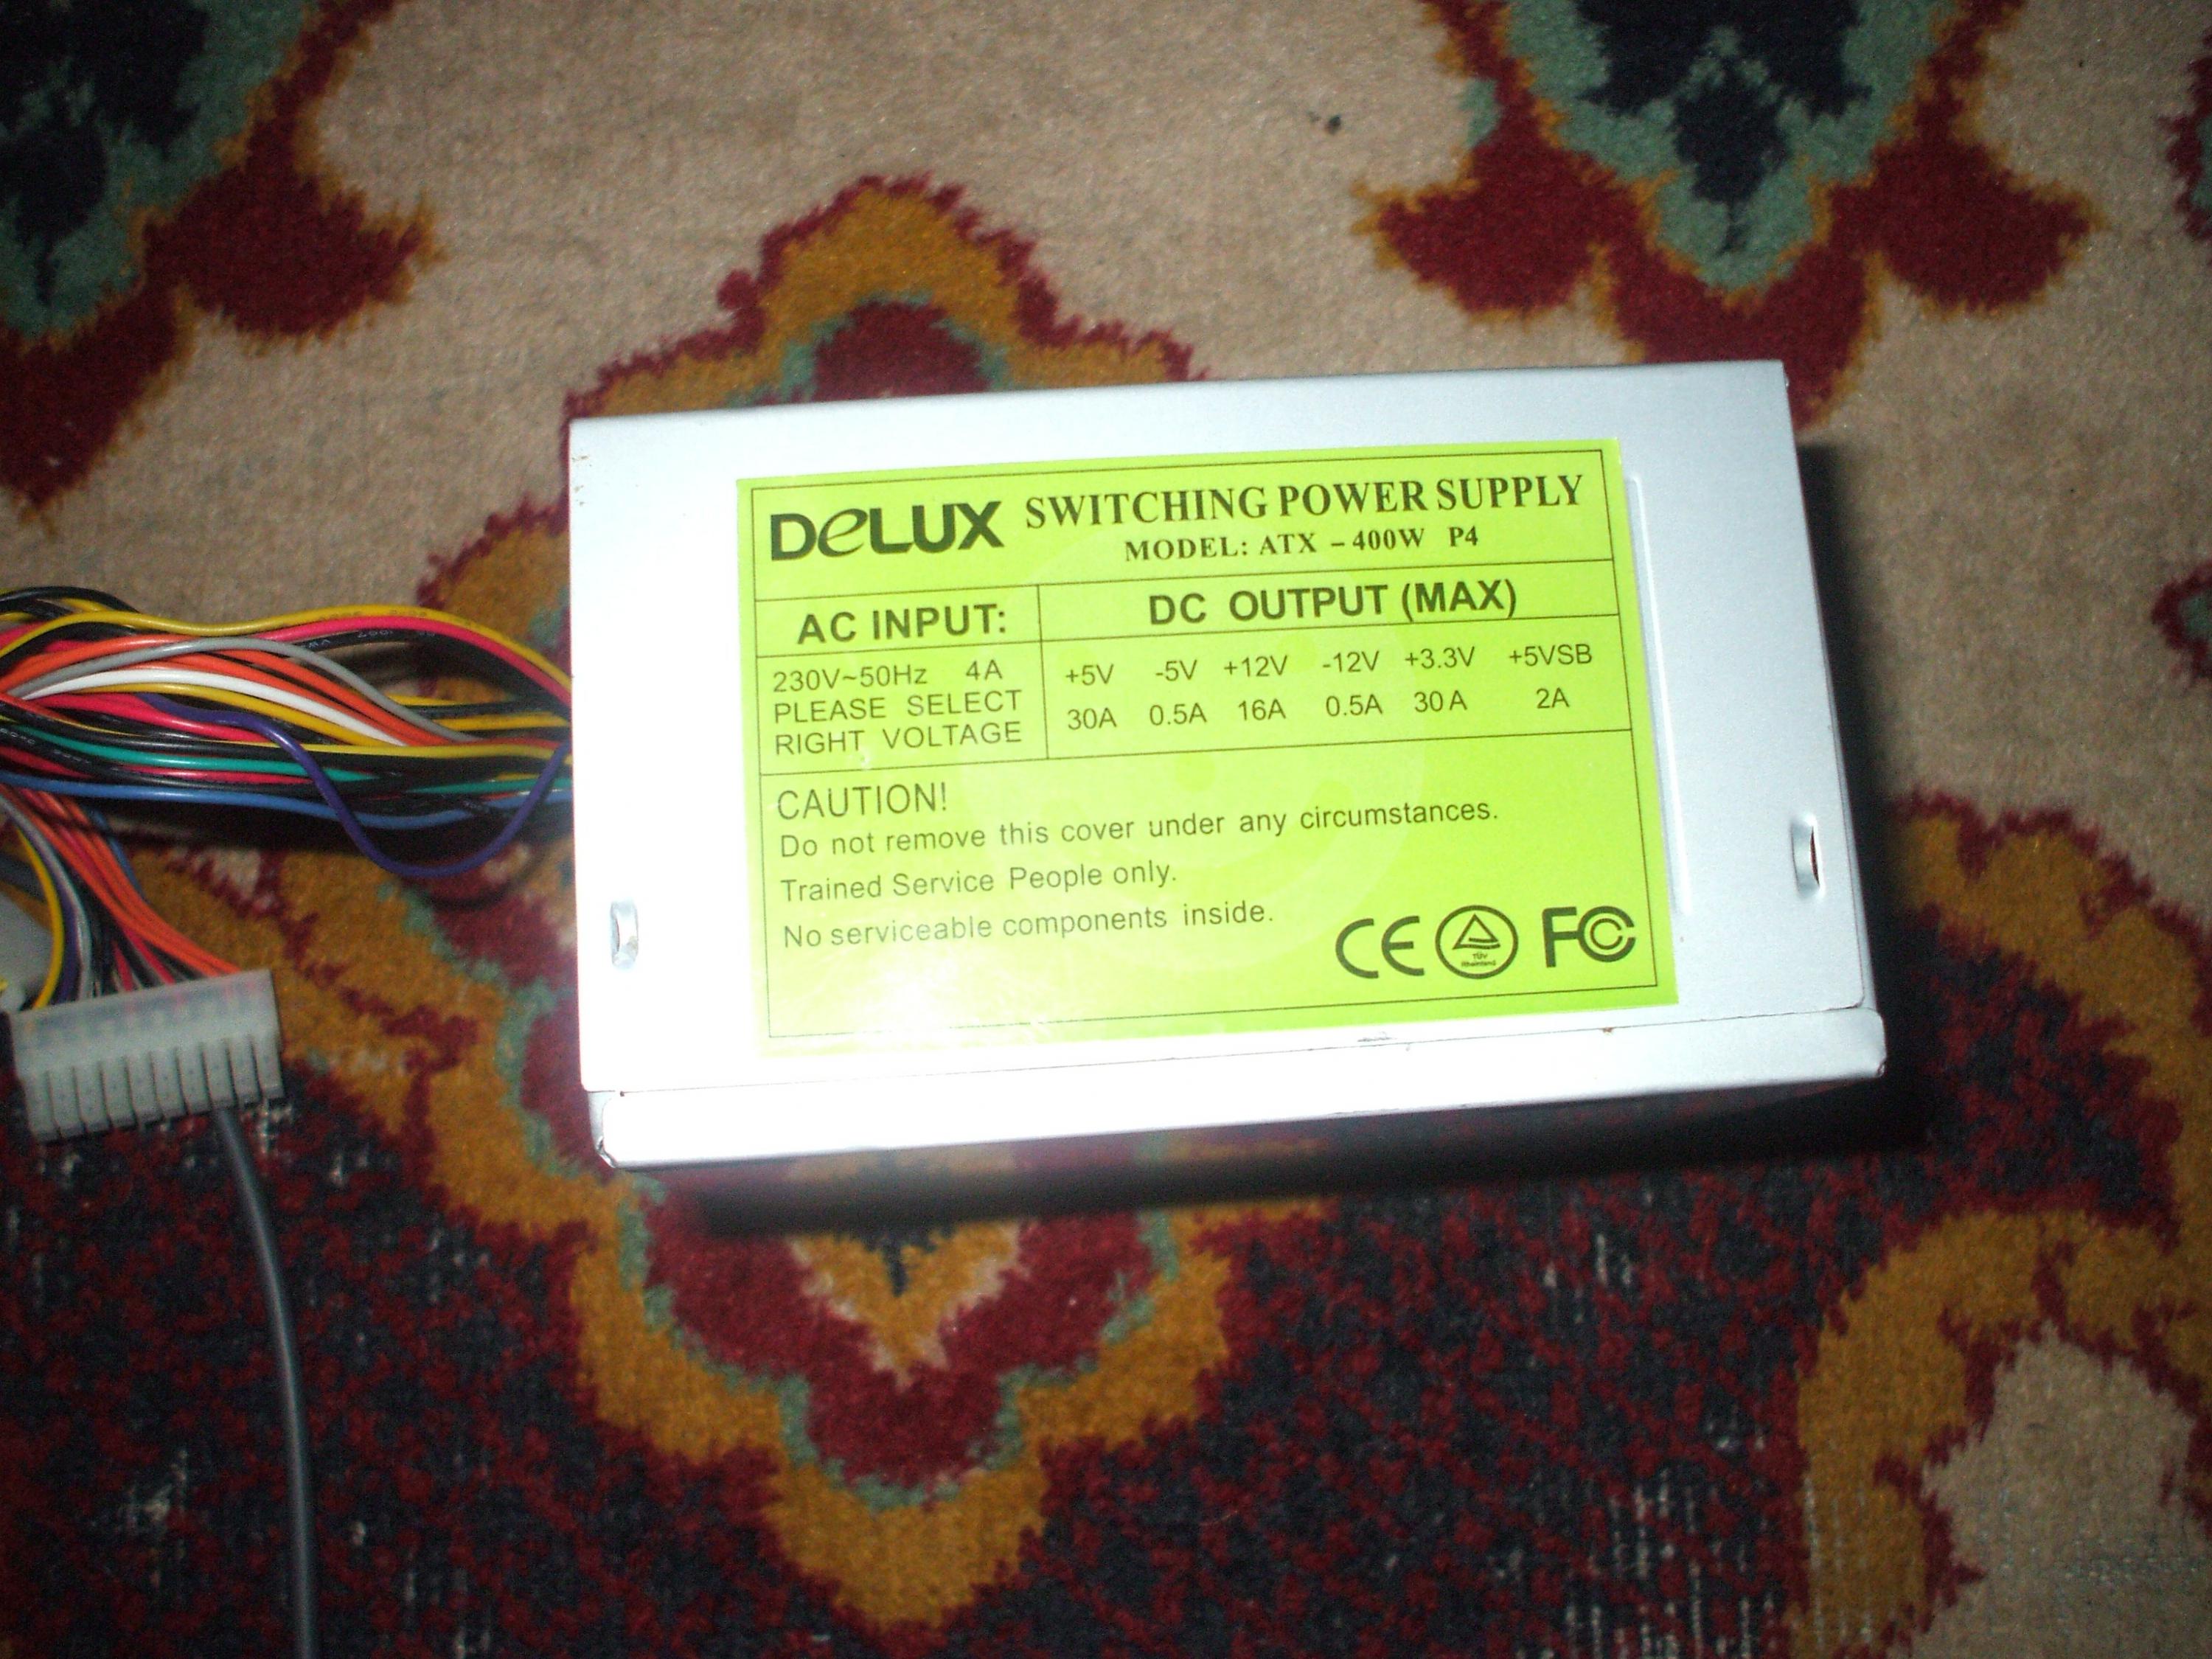 DeLUX SWITCHING POWER SUPPLY
MODEL: ATX - 400W P4
AC INPUT:
230V~50Hz 4A
PLEASE SELECT
RIGHT VOLTAGE
DC OUTPUT (MAX)
+5V -5V +12V -12V +3.3V +5VSB
30A 0.5A 16A 0.5A 30A 2A
CAUTION!
Do not remove this cover under any circumstances.
Trained Service People only.
No serviceable components inside.
CE TÜV Rheinland FC